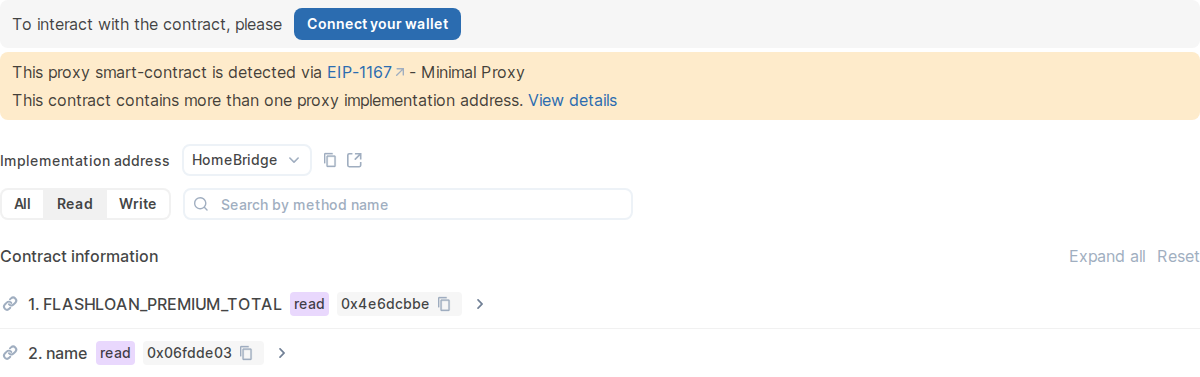 To interact with the contract, please Connect your wallet
This proxy smart-contract is detected via EIP-1167 - Minimal Proxy
This contract contains more than one proxy implementation address. View details
Implementation address HomeBridge
All Read Write Search by method name
Contract information Expand all Reset
1. FLASHLOAN_PREMIUM_TOTAL read 0x4e6dcbbe
2. name read 0x06fdde03